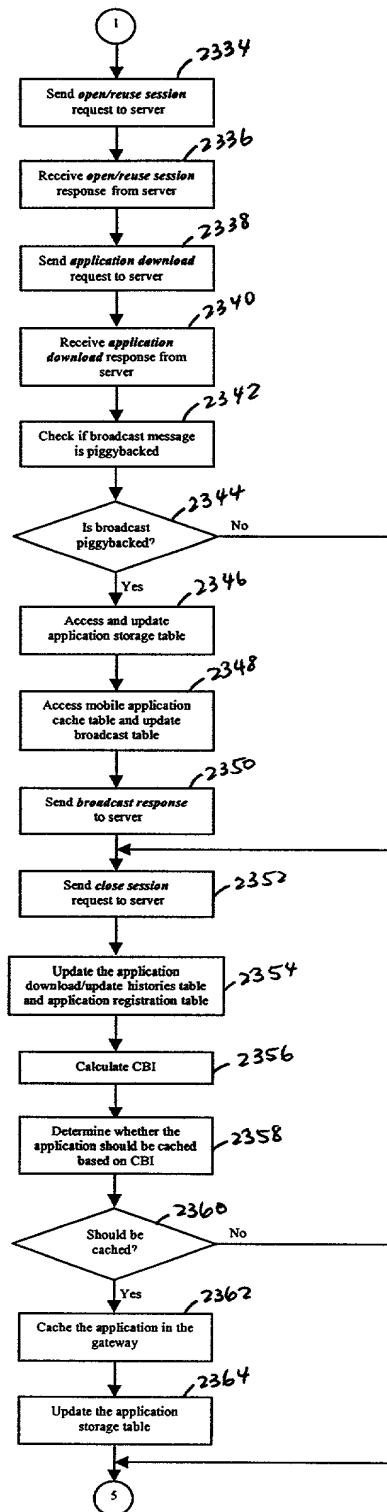 1
2334
Send open/reuse session
request to server
2336
Receive open/reuse session
response from server
2338
Send application download
request to server
2340
Receive application
download response from
server
2342
Check if broadcast message
is piggybacked
2344
Is broadcast
piggybacked?
No
Yes
2346
Access and update
application storage table
2348
Access mobile application
cache table and update
broadcast table
2350
Send broadcast response
to server
2352
Send close session
request to server
2354
Update the application
download/update histories table
and application registration table
2356
Calculate CBI
2358
Determine whether the
application should be cached
based on CBI
2360
Should be
cached?
No
Yes
2362
Cache the application in the
gateway
2364
Update the application
storage table
5